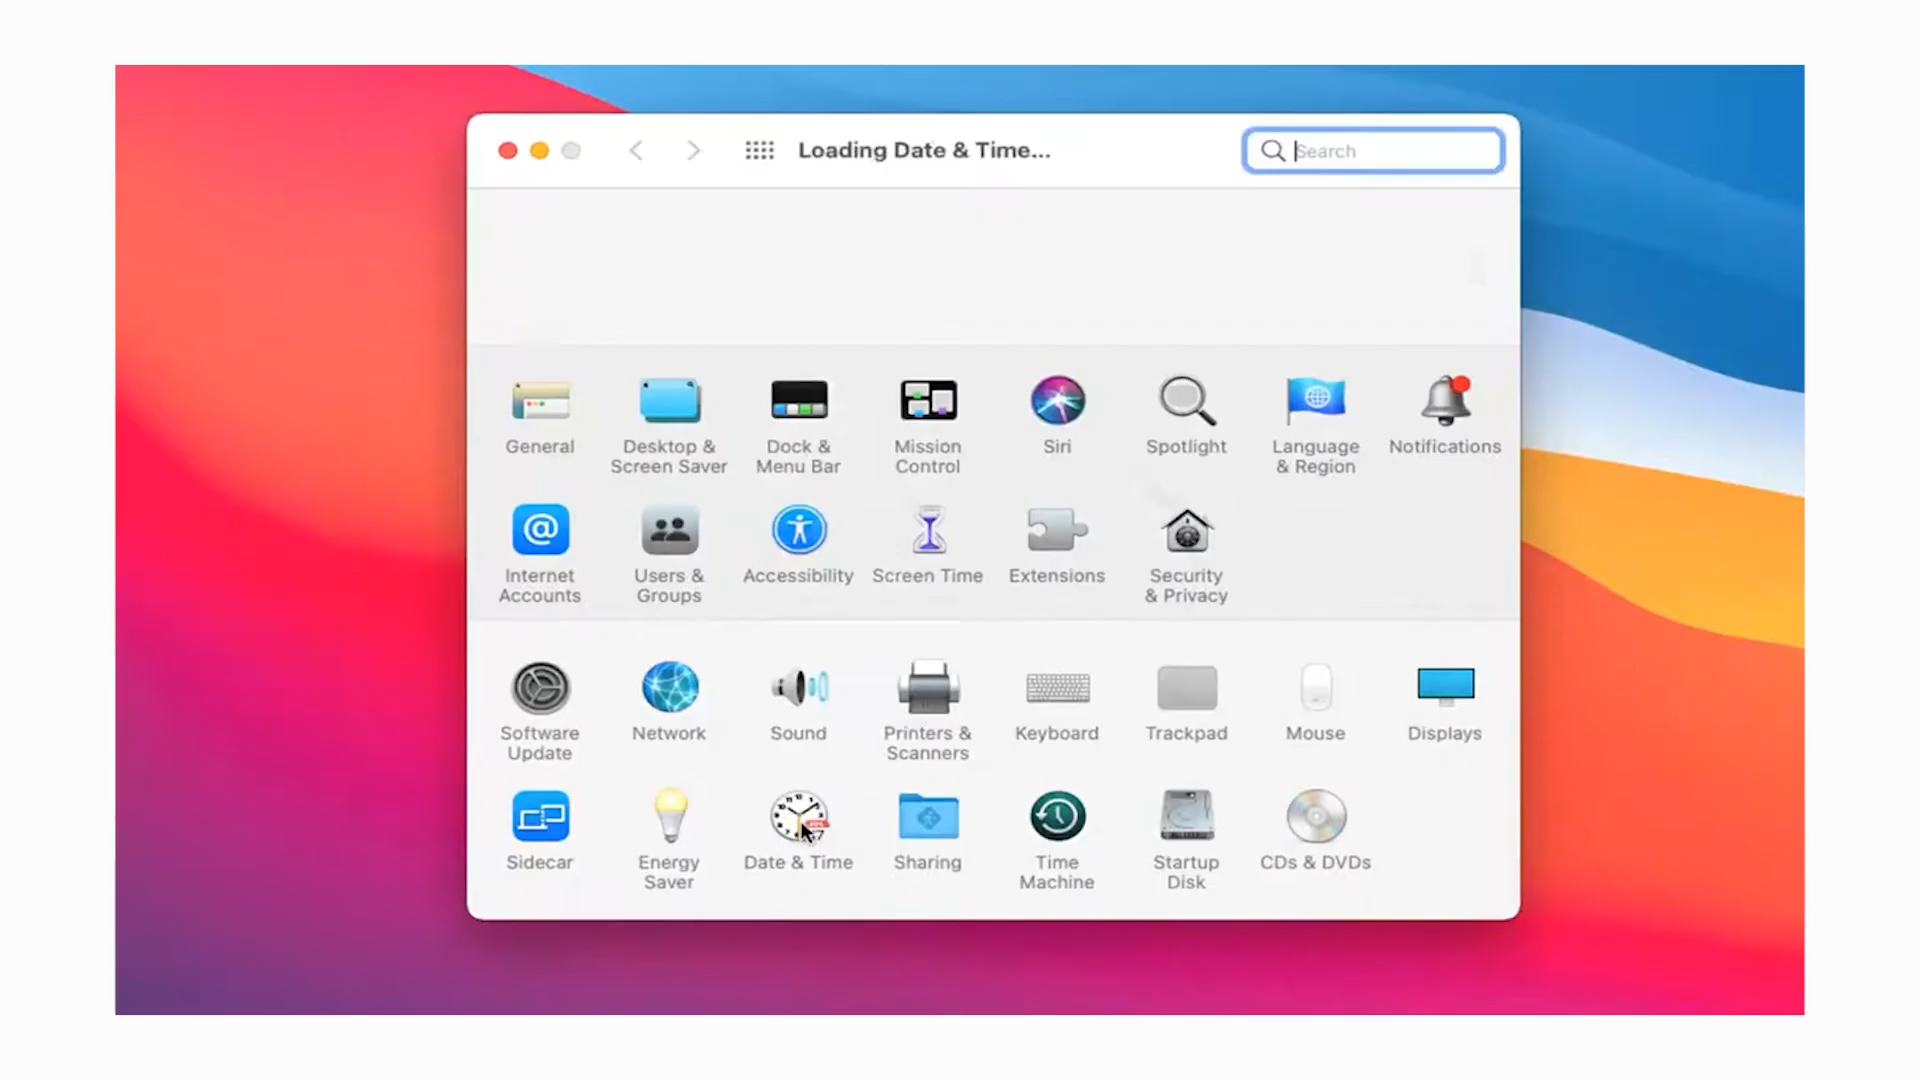 Loading Date & Time...
Search
General
Desktop &
Screen Saver
Dock &
Menu Bar
Mission
Control
Siri
Spotlight
Language
& Region
Notifications
Internet
Accounts
Users &
Groups
Accessibility
Screen Time
Extensions
Security
& Privacy
Software
Update
Network
Sound
Printers &
Scanners
Keyboard
Trackpad
Mouse
Displays
Sidecar
Energy
Saver
Date & Time
Sharing
Time
Machine
Startup
Disk
CDs & DVDs